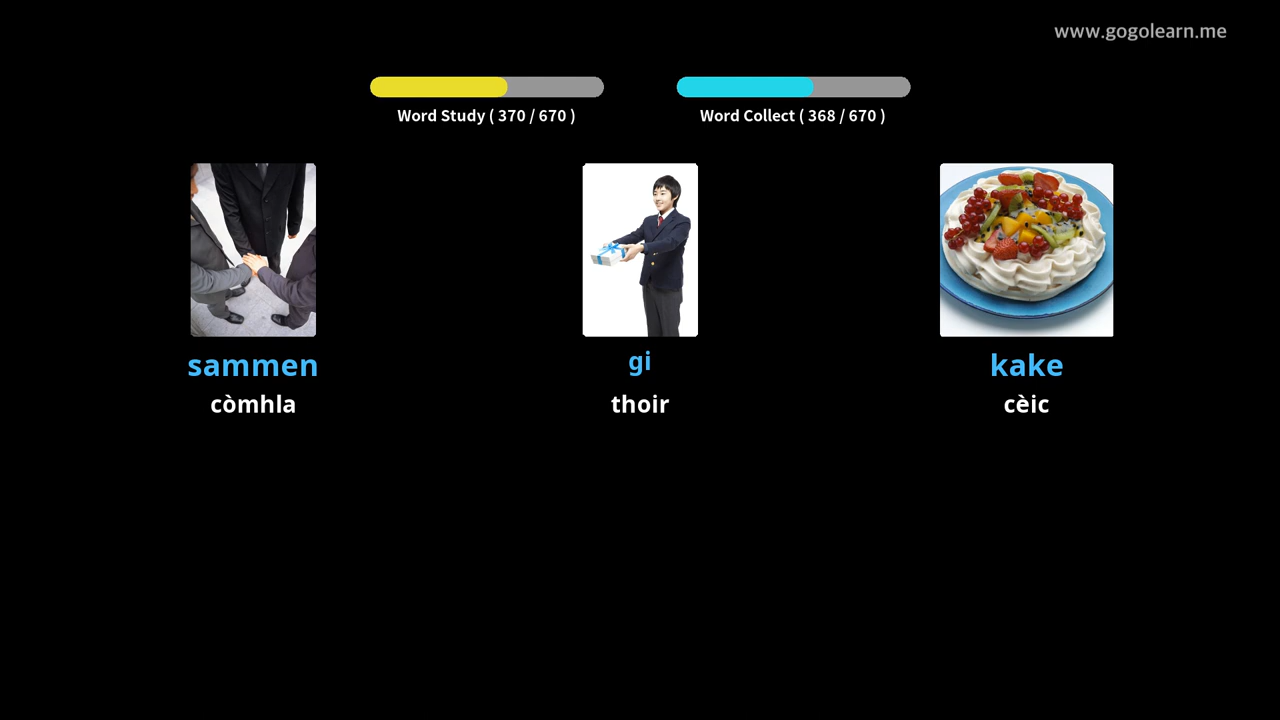 www.gogolearn.me
Word Study ( 370 / 670 )
Word Collect ( 368 / 670 )
sammen
còmhla
gi
thoir
kake
cèic